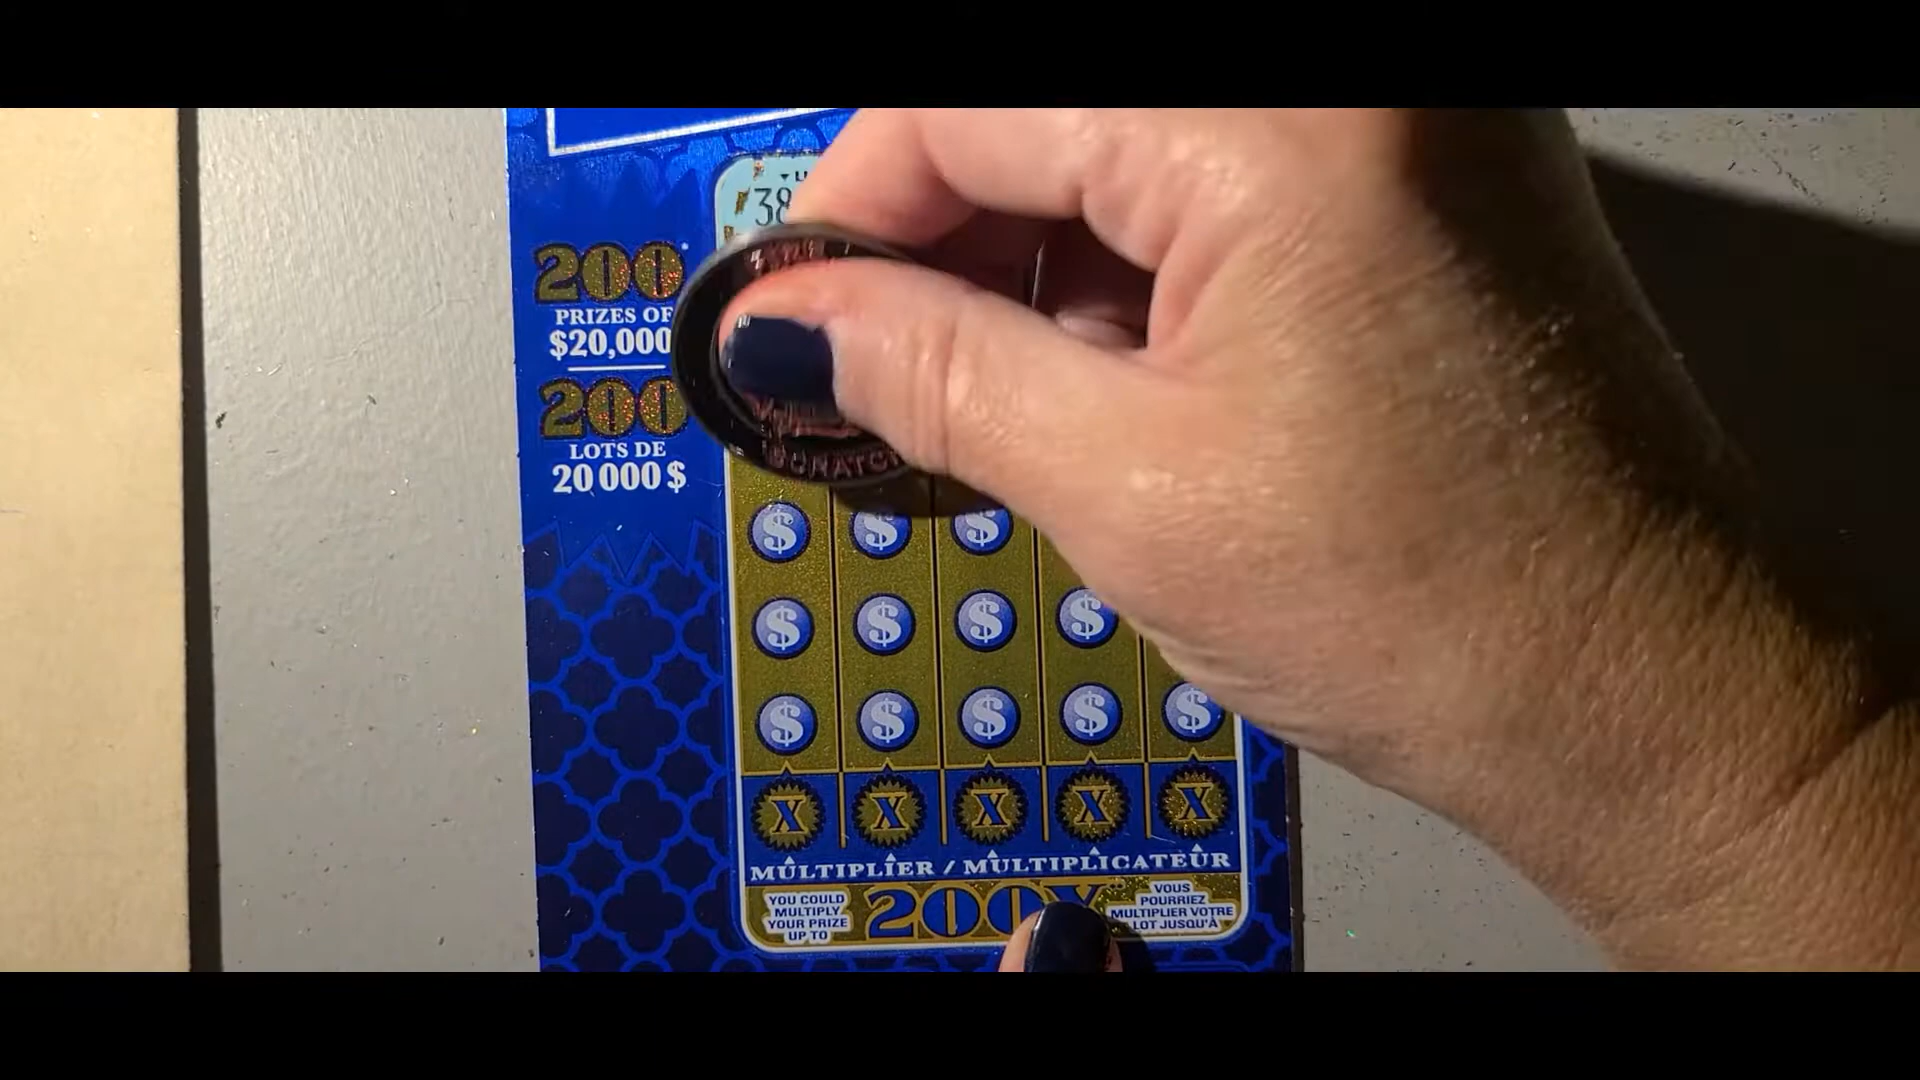 38
200*
PRIZES OF
$20,000
200
LOTS DE
20 000 $
SCRATCH
$ $ $
$ $ $ $
$ $ $ $ $
X X X X X
MULTIPLIER / MULTIPLICATEUR
YOU COULD
MULTIPLY
YOUR PRIZE
UP TO
200X
VOUS
POURRIEZ
MULTIPLIER VOTRE
LOT JUSQU'À